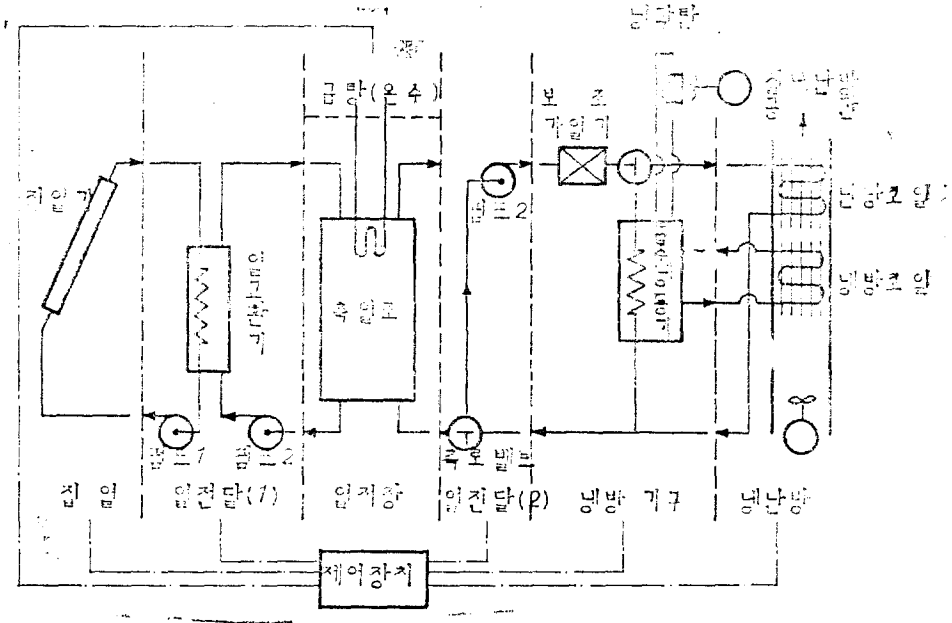 냉각탑
급탕(온수)
보조
가열기
집열기
펌프2
난방코일
열교환기
축열조
냉방코일
펌프1
펌프2
족로밸브
집열
열전달(1)
열저장
열전달(2)
냉방 기구
냉난방
제어장치